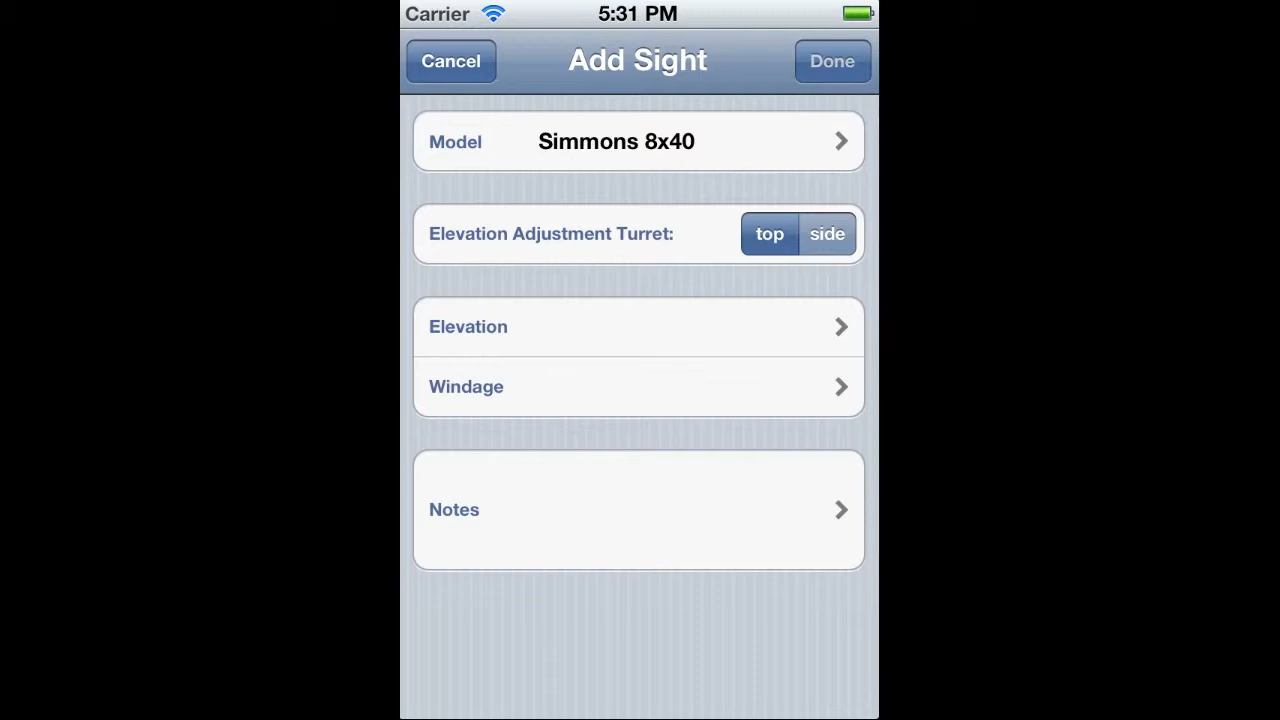 Carrier 5:31 PM
Cancel Add Sight Done
Model Simmons 8x40
Elevation Adjustment Turret: top side
Elevation
Windage
Notes